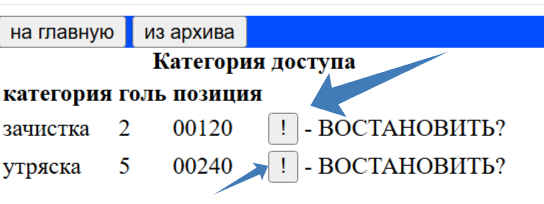 на главную из архива
Категория доступа
категория голь позиция
зачистка 2 00120 ! - ВОСТАНОВИТЬ?
утряска 5 00240 ! - ВОСТАНОВИТЬ?